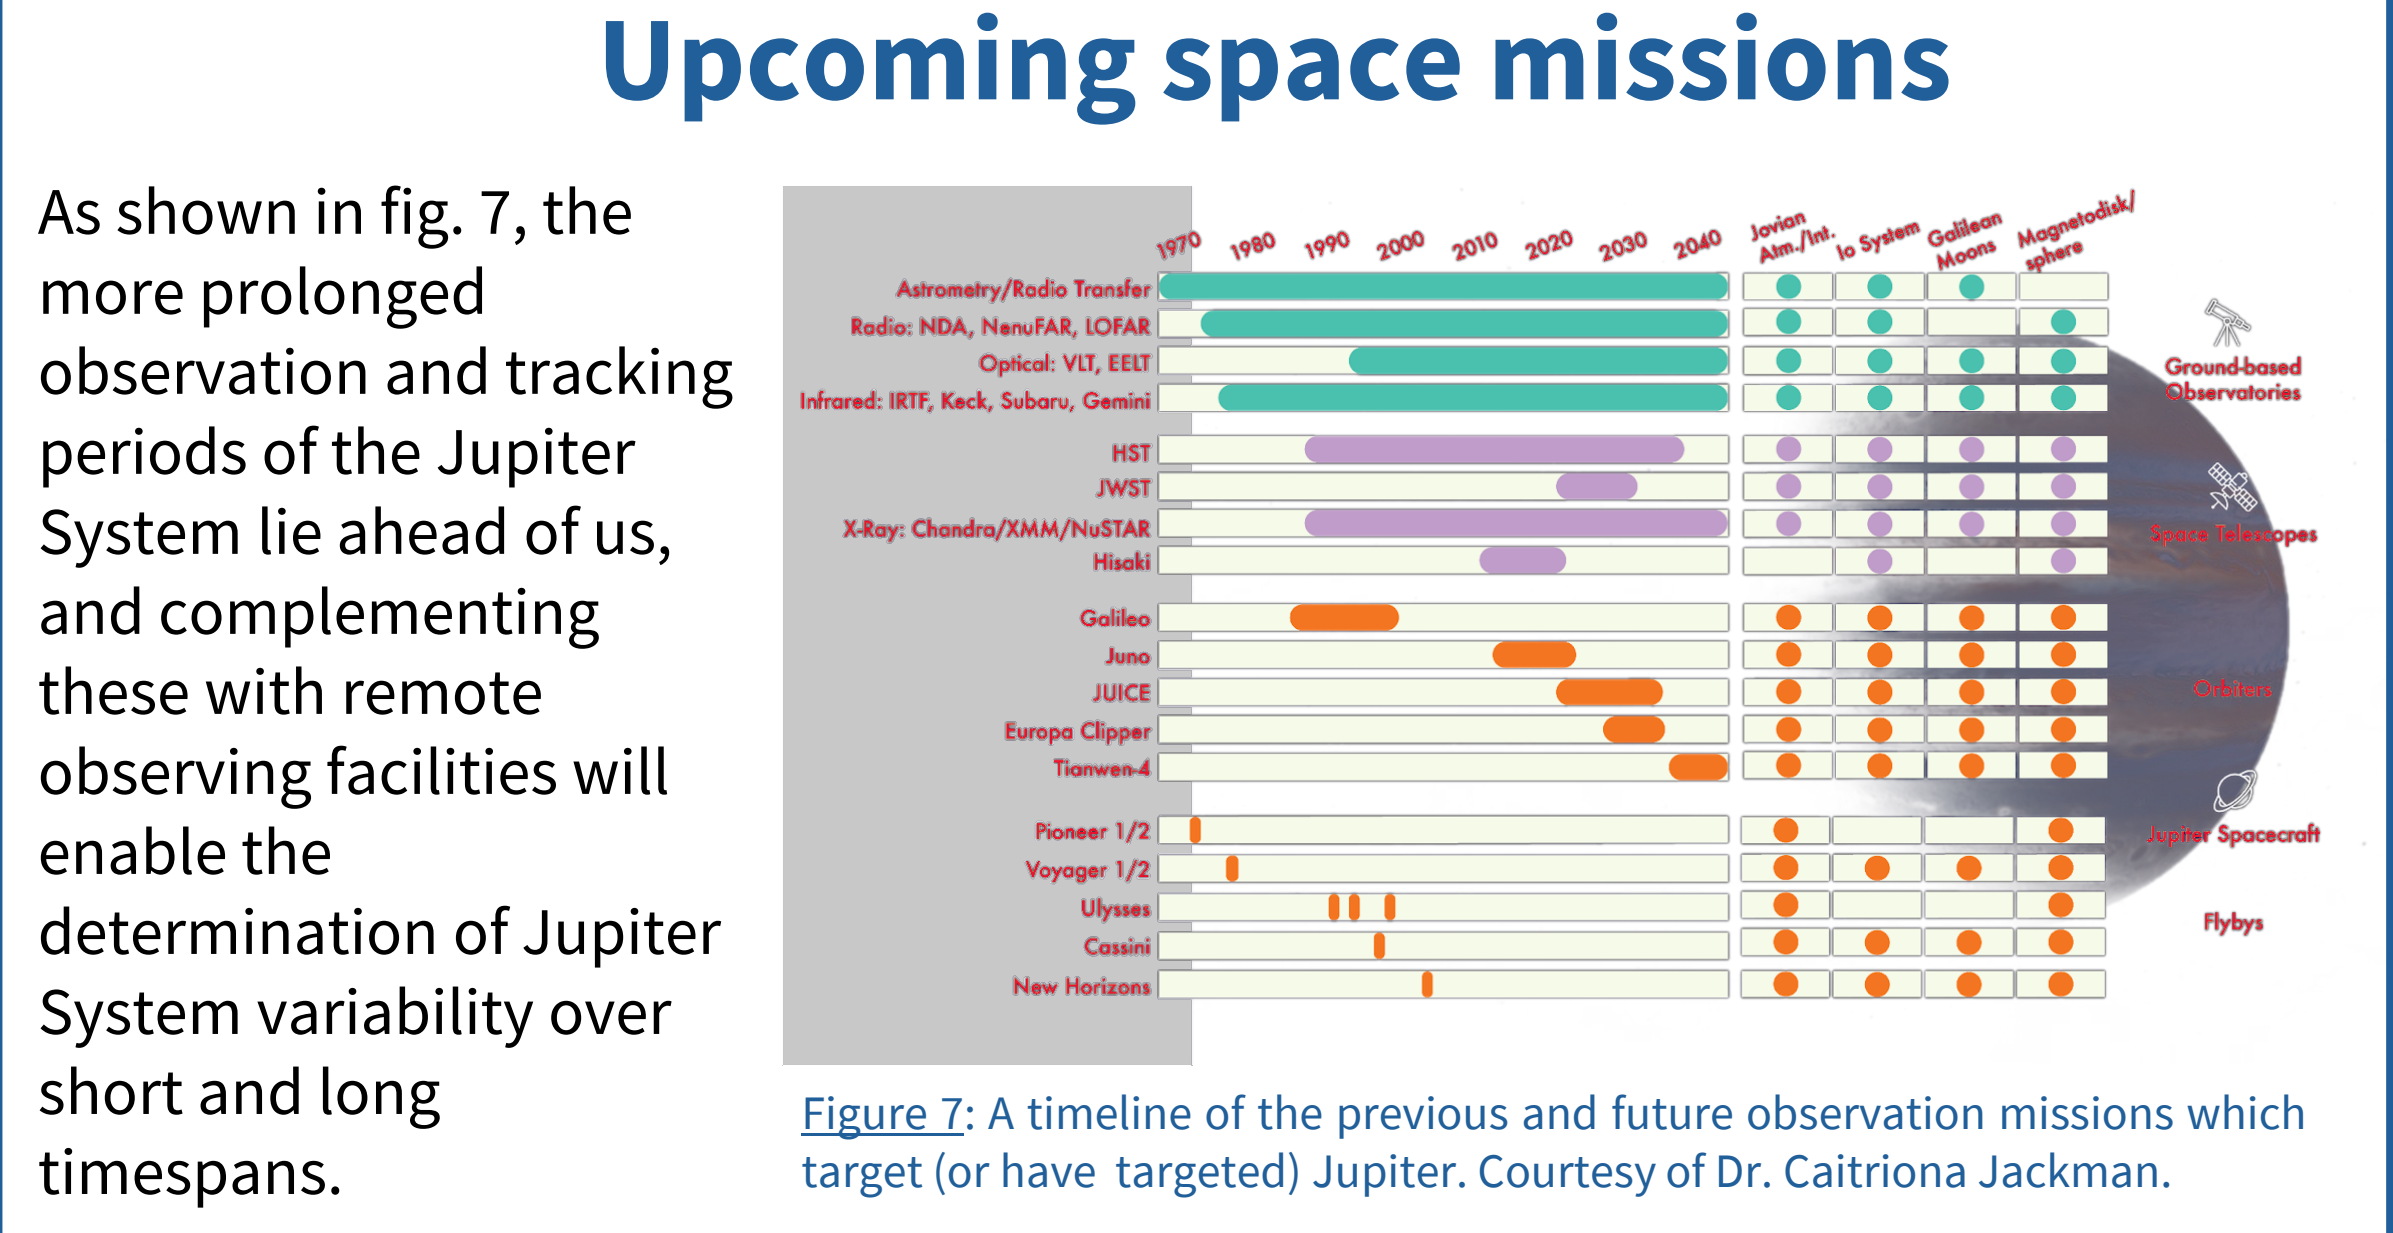 Upcoming space missions
As shown in fig. 7, the
more prolonged
observation and tracking
periods of the Jupiter
System lie ahead of us,
and complementing
these with remote
observing facilities will
enable the
determination of Jupiter
System variability over
short and long
timespans.
1970 1980 1990 2000 2010 2020 2030 2040
Jovian
Atm./Int.
Io System
Galilean
Moons
Magnetodisk/
sphere
Astrometry/Radio Transfer
Radio: NDA, NenuFAR, LOFAR
Optical: VLT, EELT
Infrared: IRTF, Keck, Subaru, Gemini
Ground-based
Observatories
HST
JWST
X-Ray: Chandra/XMM/NuSTAR
Hisaki
Space Telescopes
Galileo
Juno
JUICE
Europa Clipper
Tianwen-4
Orbiters
Jupiter Spacecraft
Pioneer 1/2
Voyager 1/2
Ulysses
Cassini
New Horizons
Flybys
Figure 7: A timeline of the previous and future observation missions which
target (or have targeted) Jupiter. Courtesy of Dr. Caitriona Jackman.